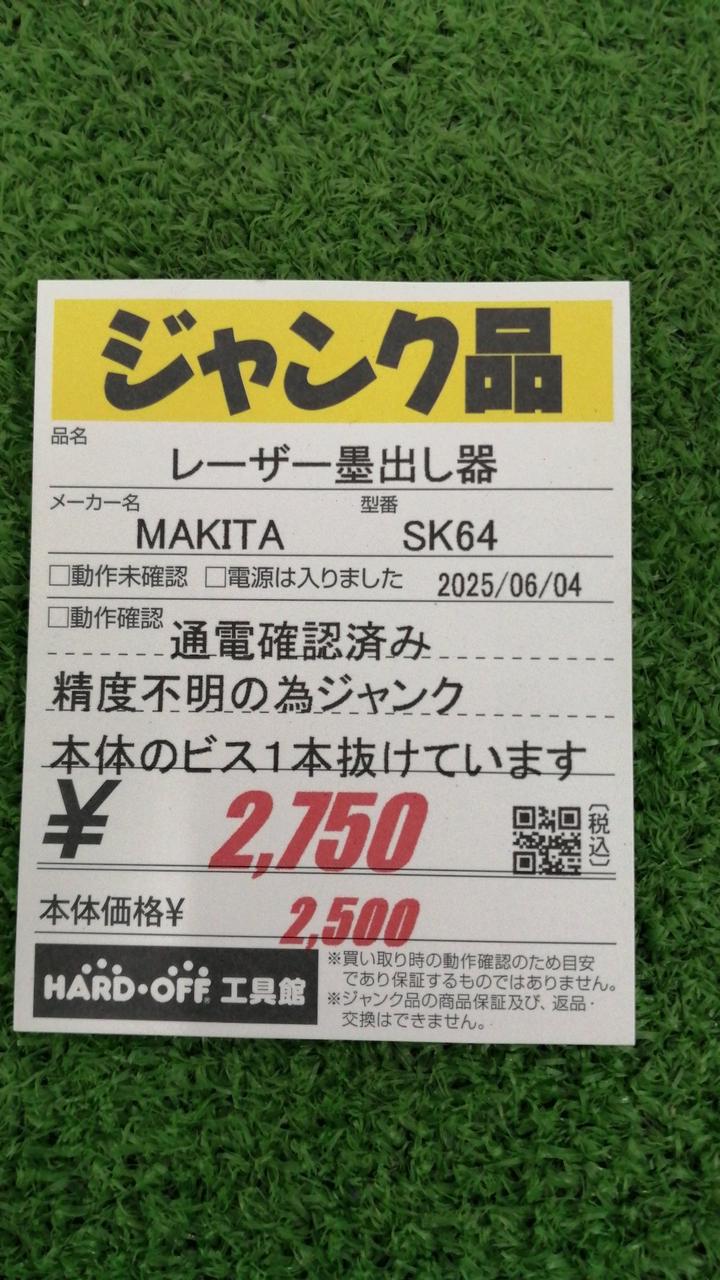 ジャンク品
品名
レーザー墨出し器
メーカー名 型番
MAKITA SK64
□動作未確認 □電源は入りました 2025/06/04
□動作確認 通電確認済み
精度不明の為ジャンク
本体のビス1本抜けています
¥ 2,750 〔税込〕
本体価格¥ 2,500
HARD・OFF 工具館
※買い取り時の動作確認のため目安
であり保証するものではありません。
※ジャンク品の商品保証及び、返品・
交換はできません。